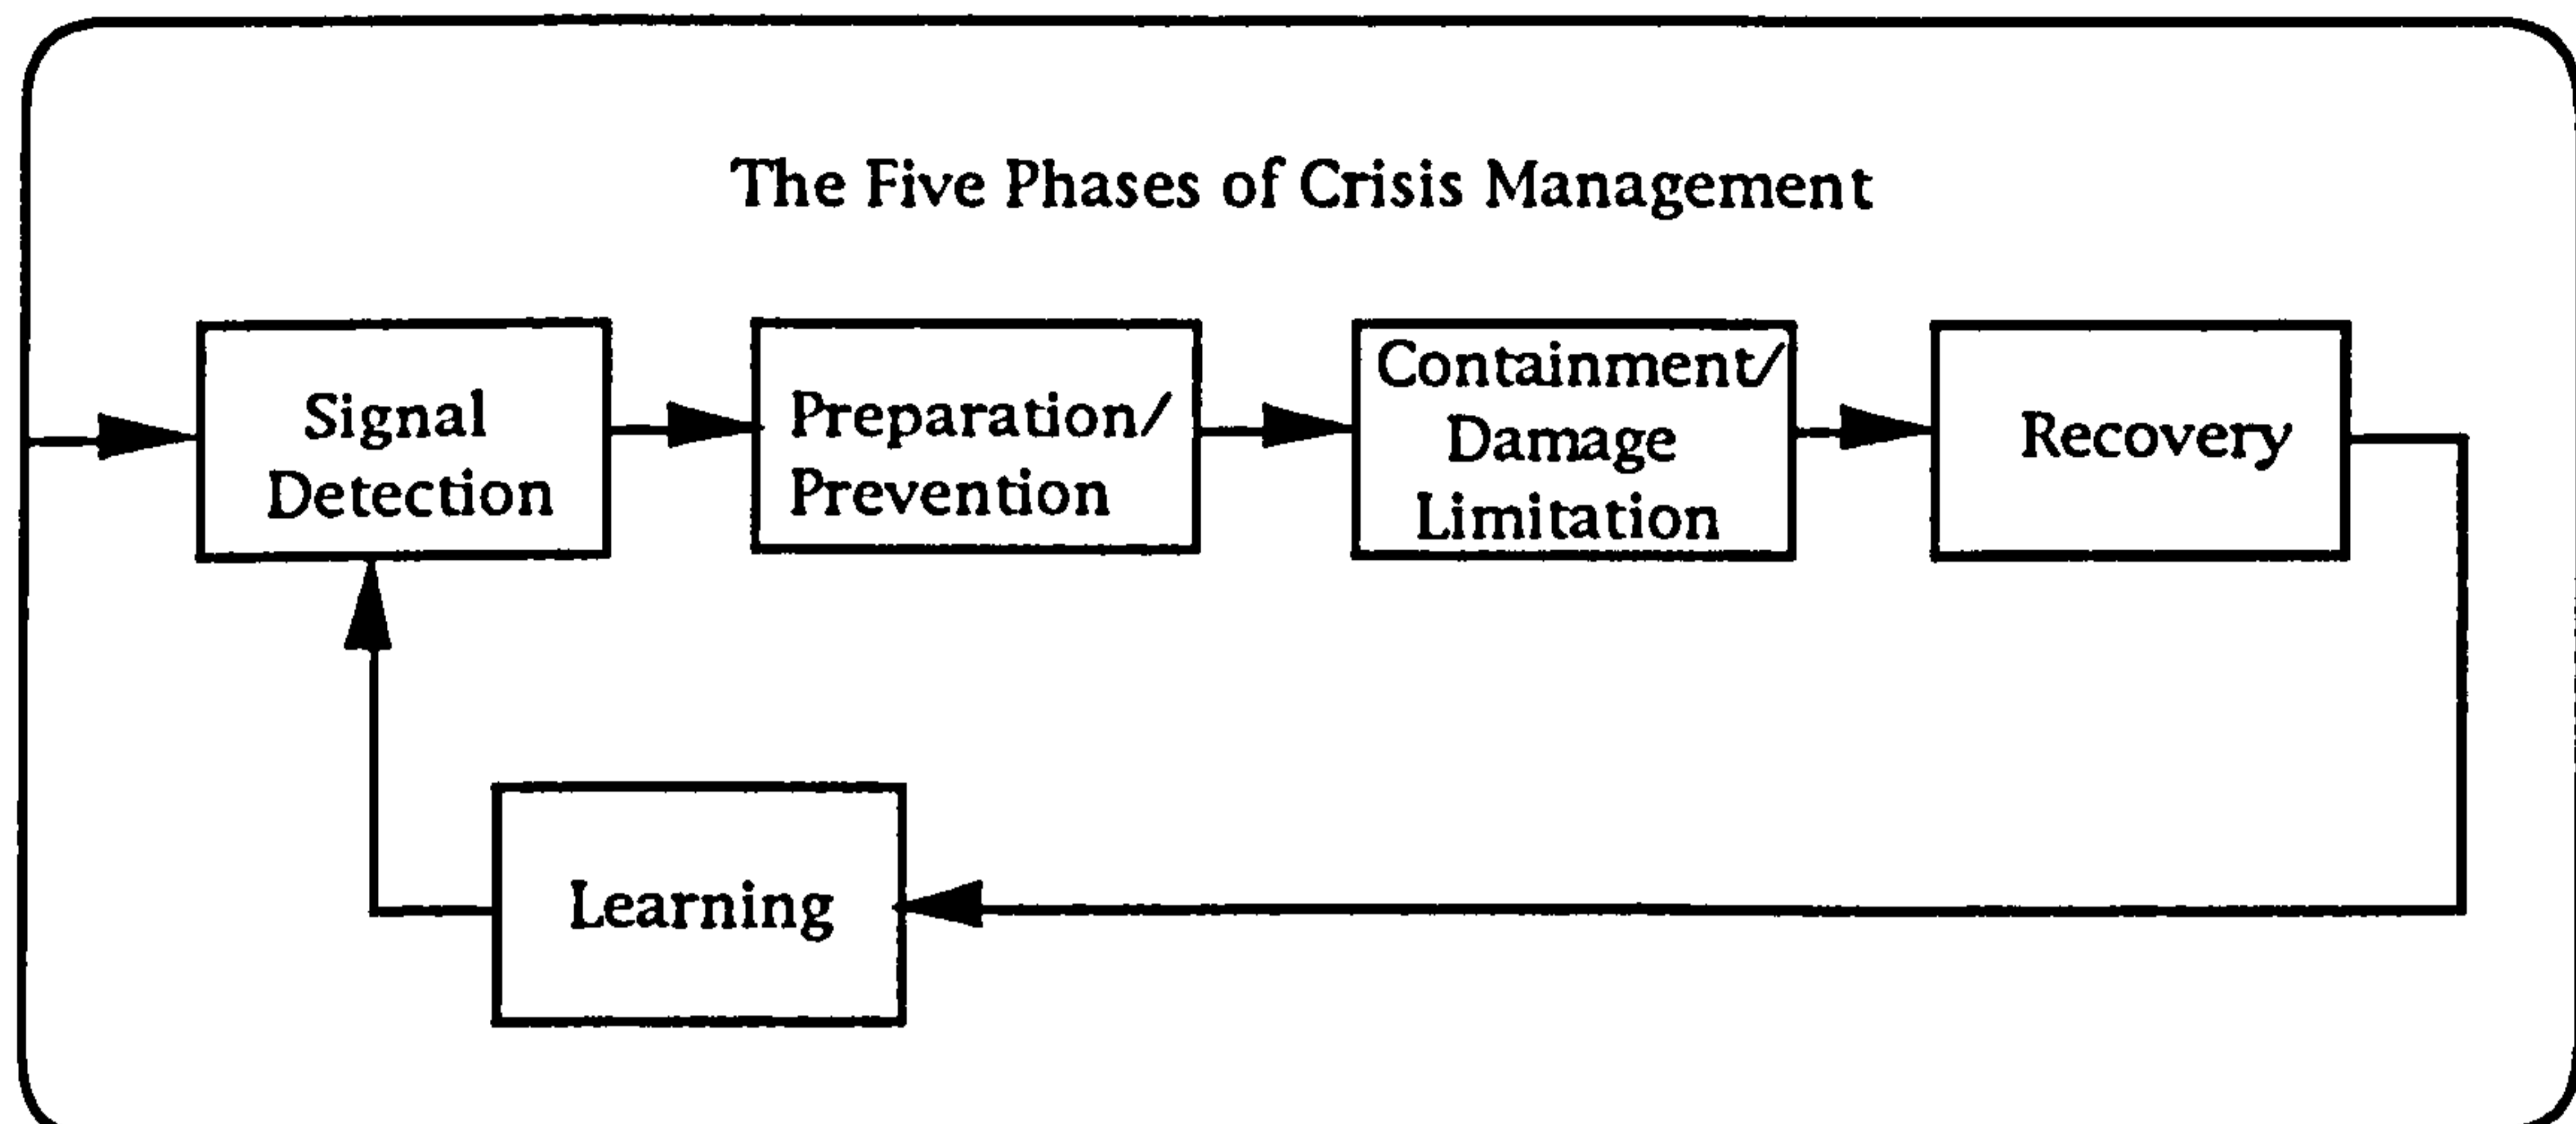 The Five Phases of Crisis Management
Signal
Detection
Preparation/
Prevention
Containment/
Damage
Limitation
Recovery
Learning